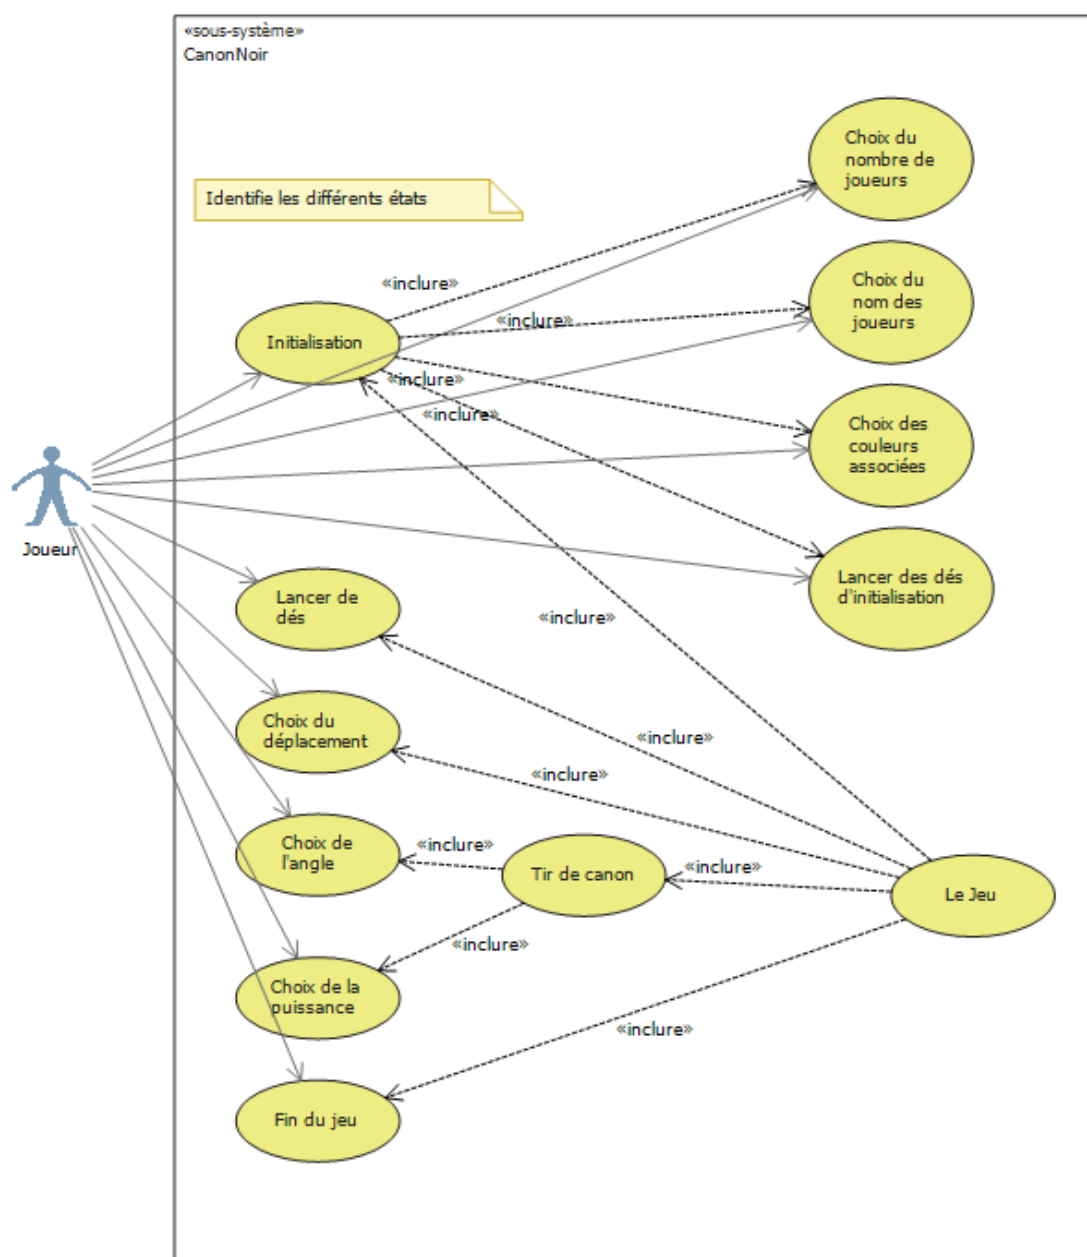 «sous-système»
CanonNoir
Choix du
nombre de
joueurs
Identifie les différents états
«inclure»
Choix du
nom des
joueurs
«inclure»
Initialisation
«inclure»
«inclure»
Choix des
couleurs
associées
Joueur
Lancer des dés
d'initialisation
Lancer de
dés
«inclure»
Choix du
déplacement
«inclure»
«inclure»
Choix de
l'angle
«inclure»
Tir de canon
«inclure»
Le Jeu
«inclure»
Choix de la
puissance
«inclure»
Fin du jeu